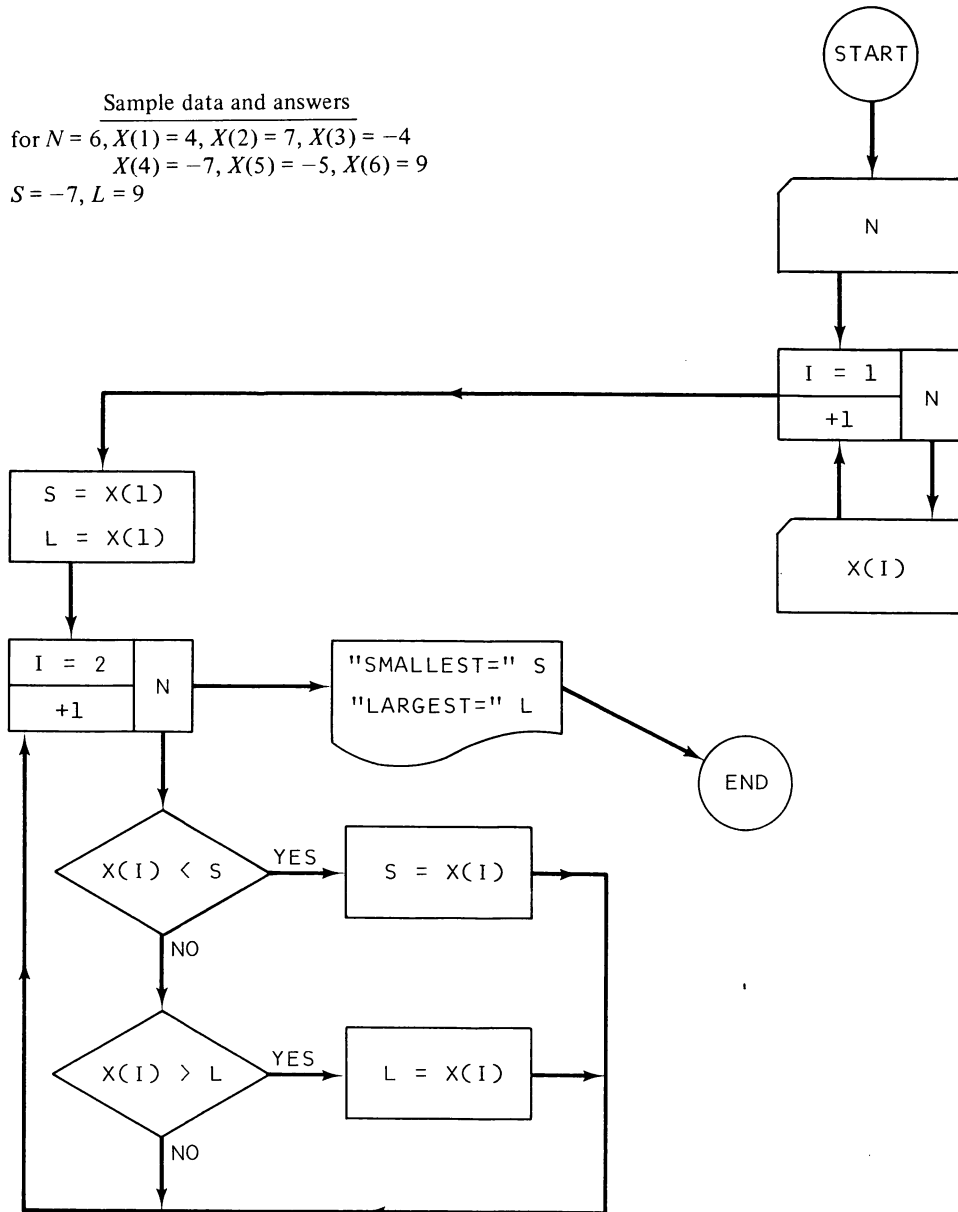 START
Sample data and answers
for N = 6, X(1) = 4, X(2) = 7, X(3) = −4
X(4) = −7, X(5) = −5, X(6) = 9
S = −7, L = 9
N
I = 1
N
+1
S = X(1)
L = X(1)
X(I)
I = 2
N
+1
"SMALLEST=" S
"LARGEST=" L
END
X(I) < S
YES
S = X(I)
NO
X(I) > L
YES
L = X(I)
NO